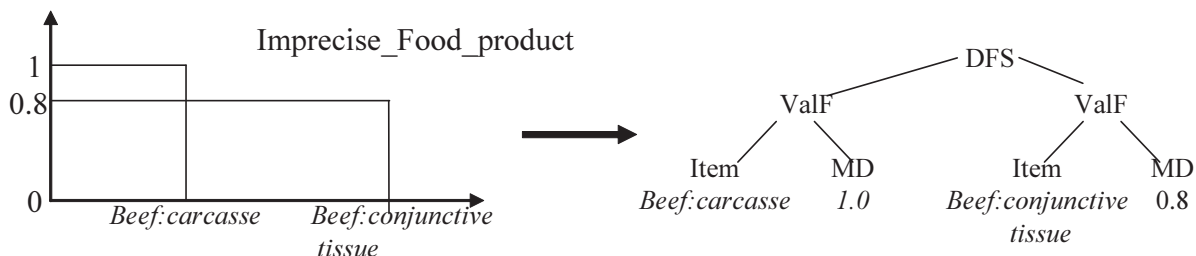 Imprecise_Food_product
1
0.8
0
Beef:carcasse
Beef:conjunctive
tissue
DFS
ValF ValF
Item MD Item MD
Beef:carcasse 1.0 Beef:conjunctive 0.8
tissue